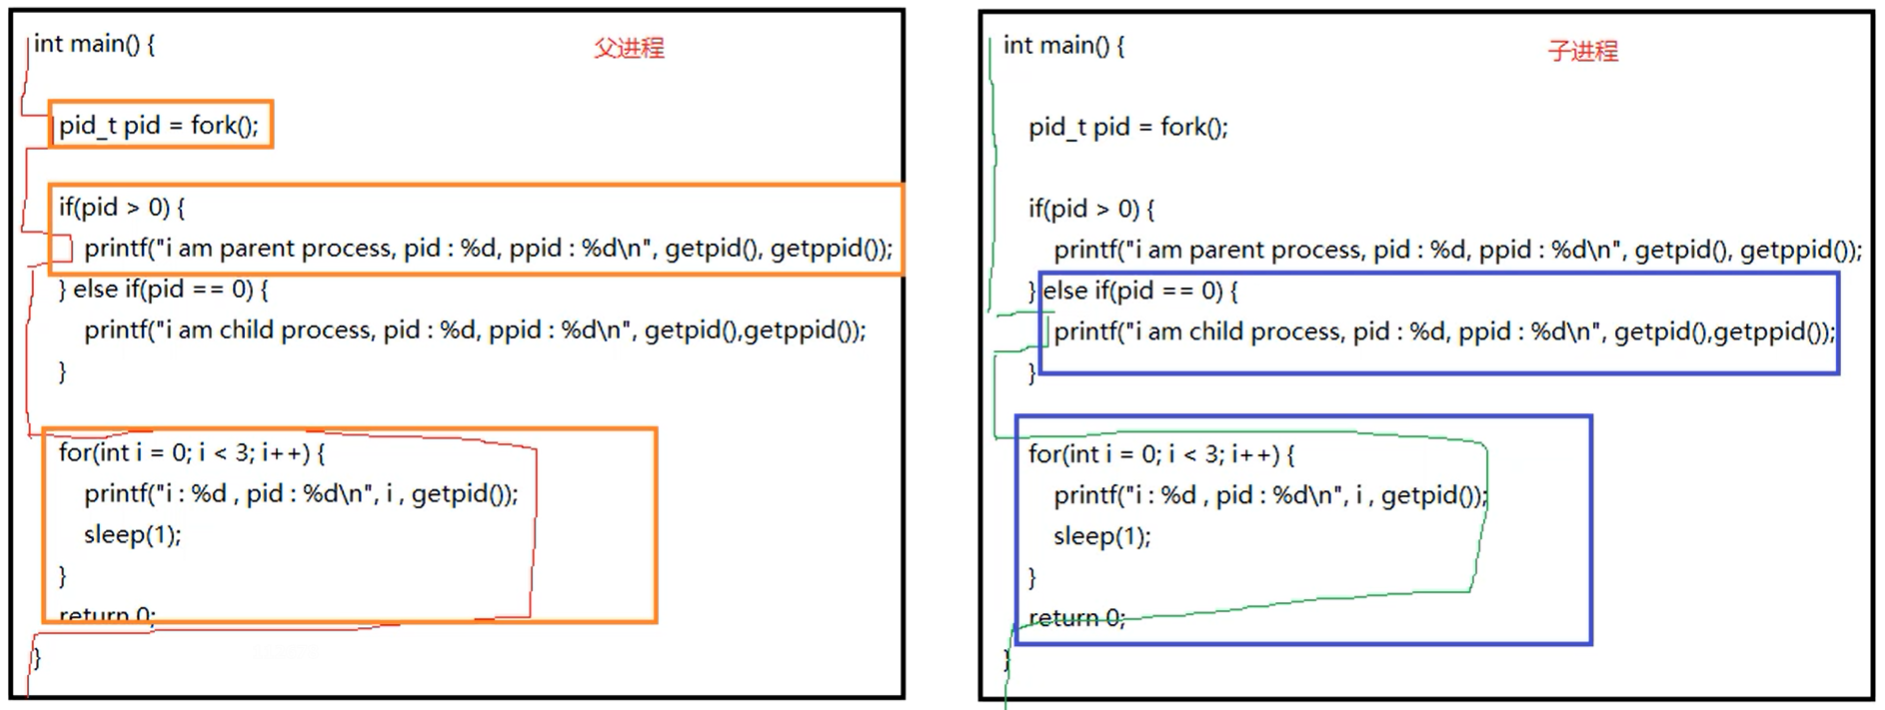 int main() {
父进程
pid_t pid = fork();
if(pid > 0) {
printf("i am parent process, pid : %d, ppid : %d\n", getpid(), getppid());
} else if(pid == 0) {
printf("i am child process, pid : %d, ppid : %d\n", getpid(),getppid());
}
for(int i = 0; i < 3; i++) {
printf("i : %d , pid : %d\n", i , getpid());
sleep(1);
}
return 0;
}
int main() {
子进程
pid_t pid = fork();
if(pid > 0) {
printf("i am parent process, pid : %d, ppid : %d\n", getpid(), getppid());
} else if(pid == 0) {
printf("i am child process, pid : %d, ppid : %d\n", getpid(),getppid());
}
for(int i = 0; i < 3; i++) {
printf("i : %d , pid : %d\n", i , getpid());
sleep(1);
}
return 0;
}